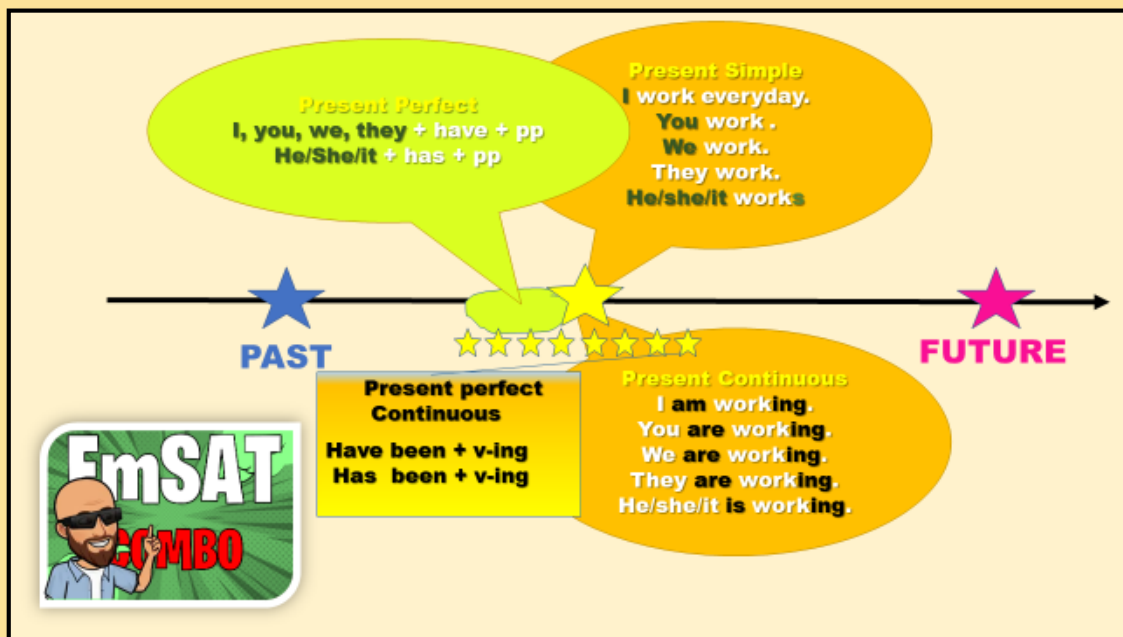 Present Perfect
I, you, we, they + have + pp
He/She/it + has + pp
Present Simple
I work everyday.
You work .
We work.
They work.
He/she/it works
PAST
FUTURE
Present perfect
Continuous
Have been + v-ing
Has been + v-ing
Present Continuous
I am working.
You are working.
We are working.
They are working.
He/she/it is working.
EmSAT
COMBO